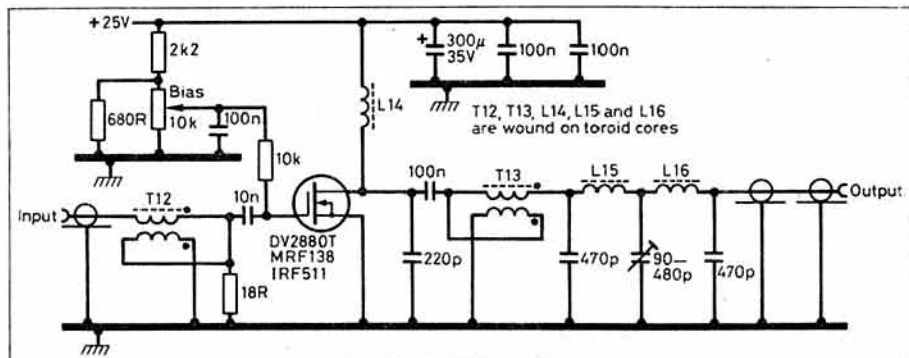 +25V
2k2
Bias
680R
10k
100n
10k
L14
+ 300µ
35V
100n
100n
T12, T13, L14, L15 and L16
are wound on toroid cores
Input
T12
10n
18R
DV2880T
MRF138
IRF511
100n
T13
L15
L16
Output
220p
470p
90–
480p
470p